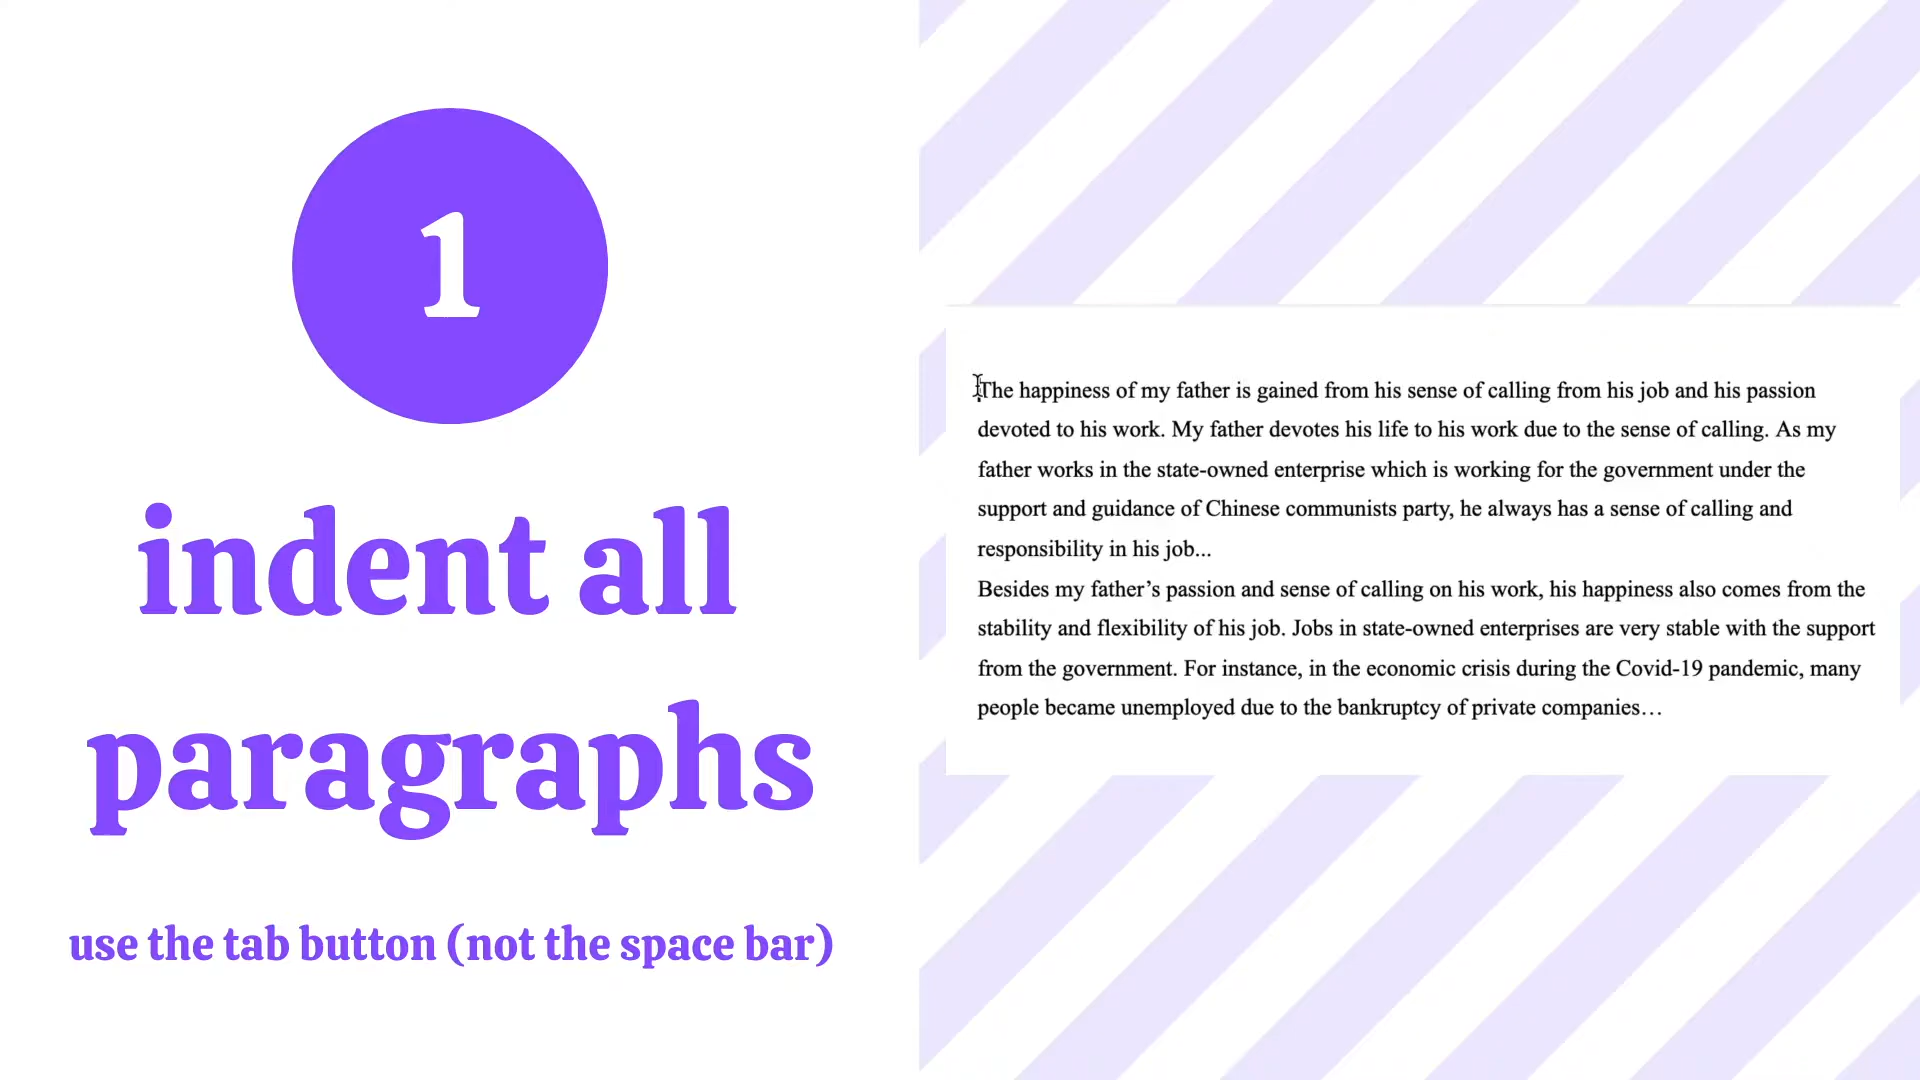 1
indent all
paragraphs
use the tab button (not the space bar)
The happiness of my father is gained from his sense of calling from his job and his passion
devoted to his work. My father devotes his life to his work due to the sense of calling. As my
father works in the state-owned enterprise which is working for the government under the
support and guidance of Chinese communists party, he always has a sense of calling and
responsibility in his job...
Besides my father’s passion and sense of calling on his work, his happiness also comes from the
stability and flexibility of his job. Jobs in state-owned enterprises are very stable with the support
from the government. For instance, in the economic crisis during the Covid-19 pandemic, many
people became unemployed due to the bankruptcy of private companies…